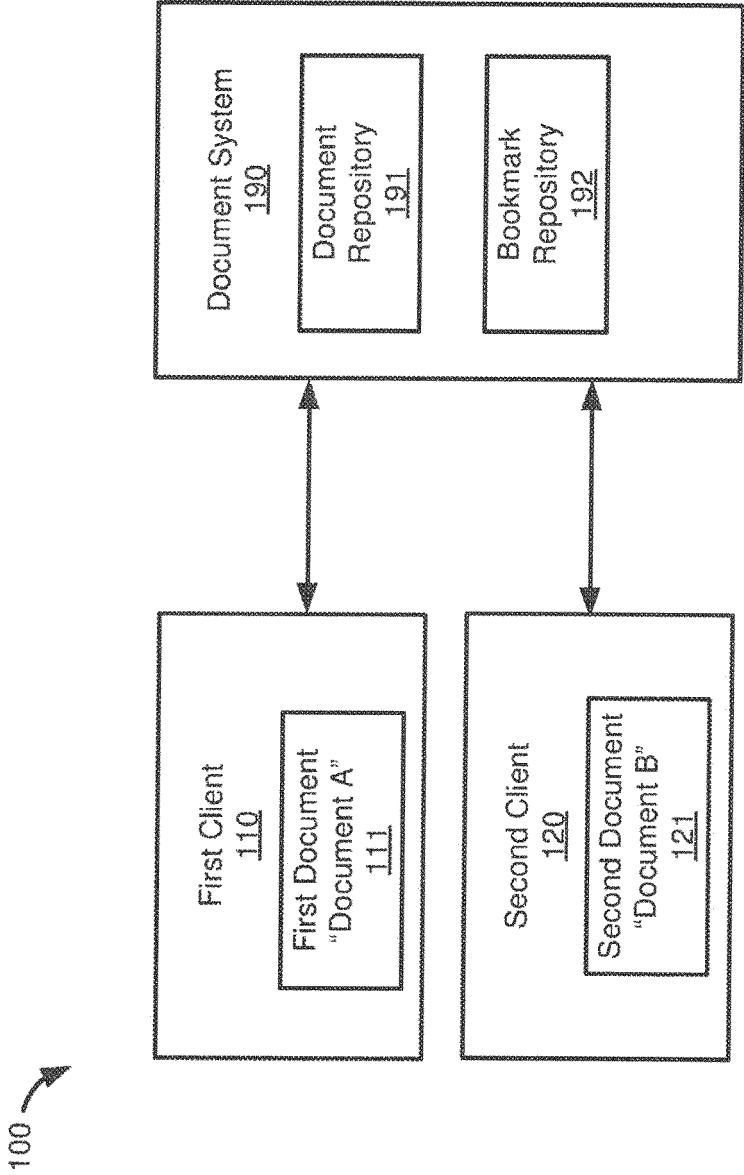 100
First Client
110
First Document
“Document A”
111
Second Client
120
Second Document
“Document B”
121
Document System
190
Document
Repository
191
Bookmark
Repository
192